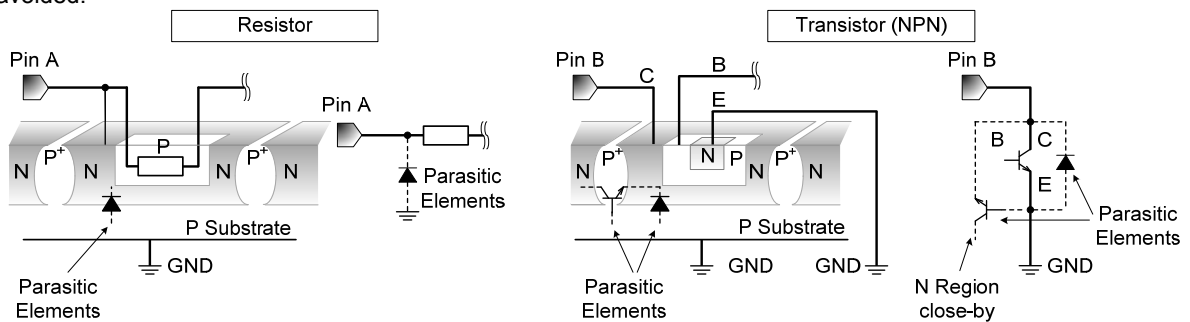 avoided.
Resistor
Transistor (NPN)
Pin A
Pin A
N
P+
N
P
N
P+
N
Parasitic
Elements
P Substrate
GND
Parasitic
Elements
Pin B
C
B
E
N
P+
N
N
P
N
P+
N
P Substrate
GND
GND
Parasitic
Elements
Pin B
B
C
E
Parasitic
Elements
GND
N Region
close-by